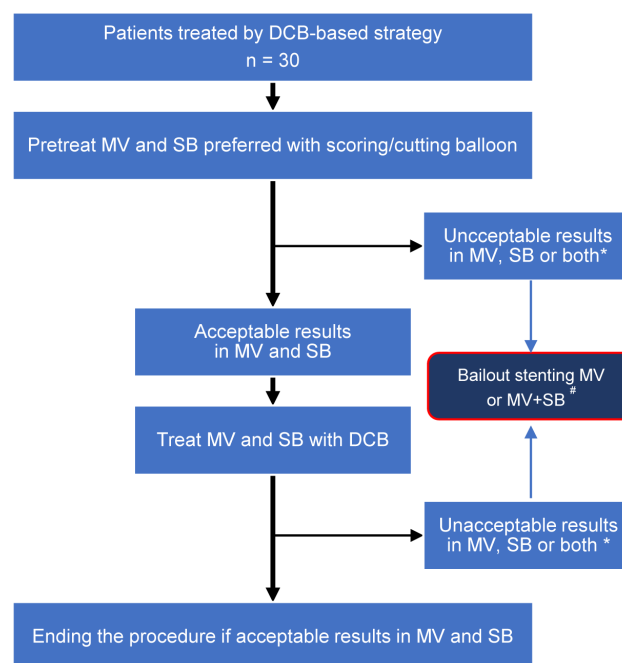 Patients treated by DCB-based strategy
n = 30
Pretreat MV and SB preferred with scoring/cutting balloon
Uncceptable results
in MV, SB or both*
Acceptable results
in MV and SB
Bailout stenting MV
or MV+SB #
Treat MV and SB with DCB
Unacceptable results
in MV, SB or both *
Ending the procedure if acceptable results in MV and SB